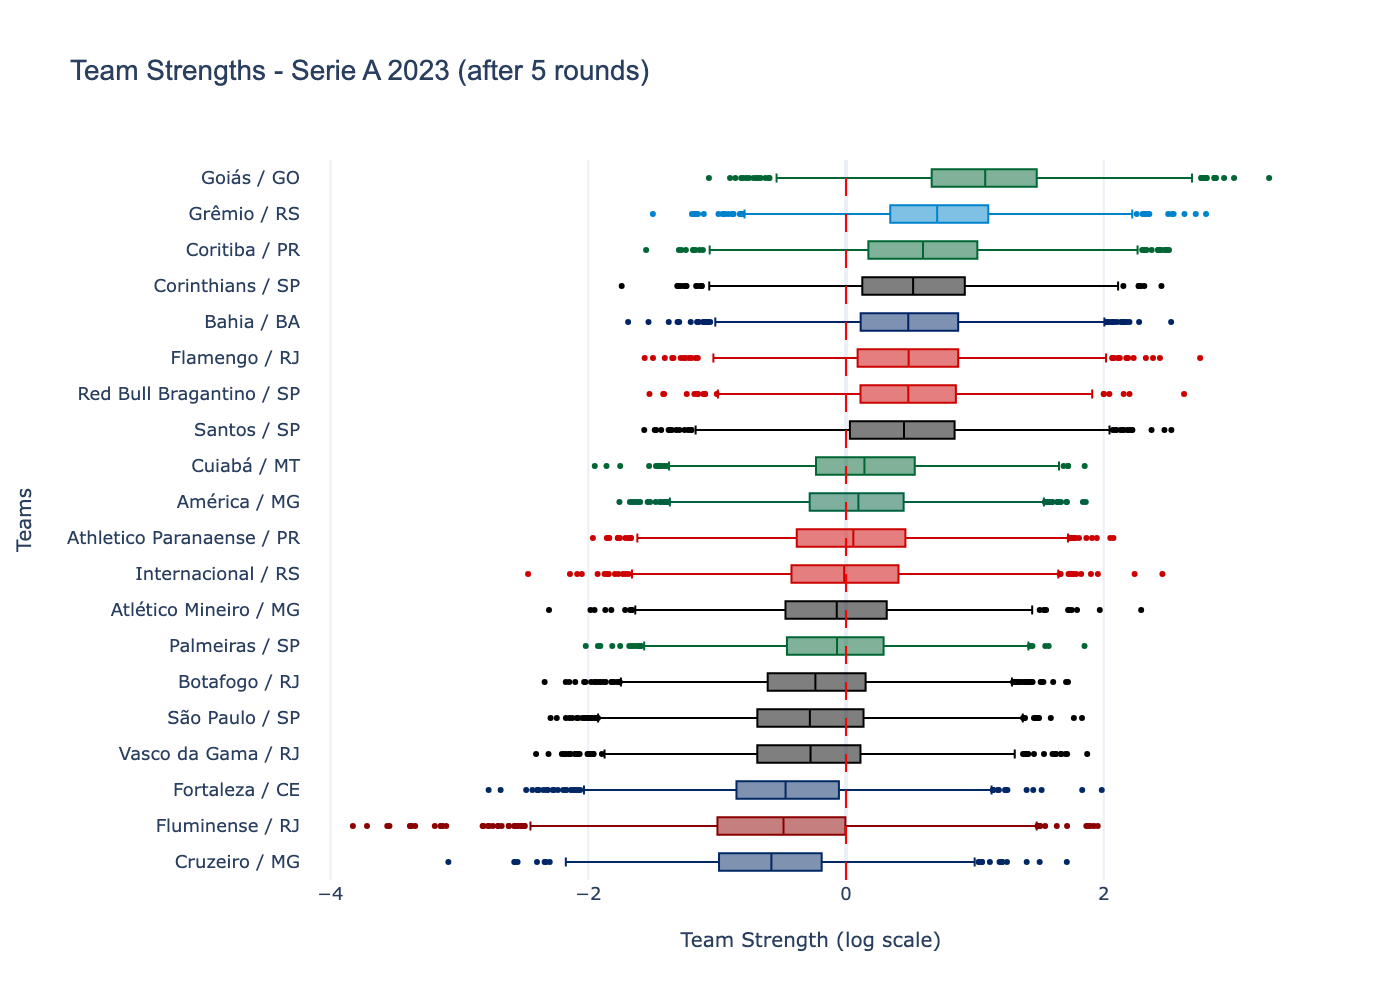 Team Strengths - Serie A 2023 (after 5 rounds)
Goiás / GO
Grêmio / RS
Coritiba / PR
Corinthians / SP
Bahia / BA
Flamengo / RJ
Red Bull Bragantino / SP
Santos / SP
Cuiabá / MT
América / MG
Athletico Paranaense / PR
Internacional / RS
Atlético Mineiro / MG
Palmeiras / SP
Botafogo / RJ
São Paulo / SP
Vasco da Gama / RJ
Fortaleza / CE
Fluminense / RJ
Cruzeiro / MG
Teams
−4 −2 0 2
Team Strength (log scale)